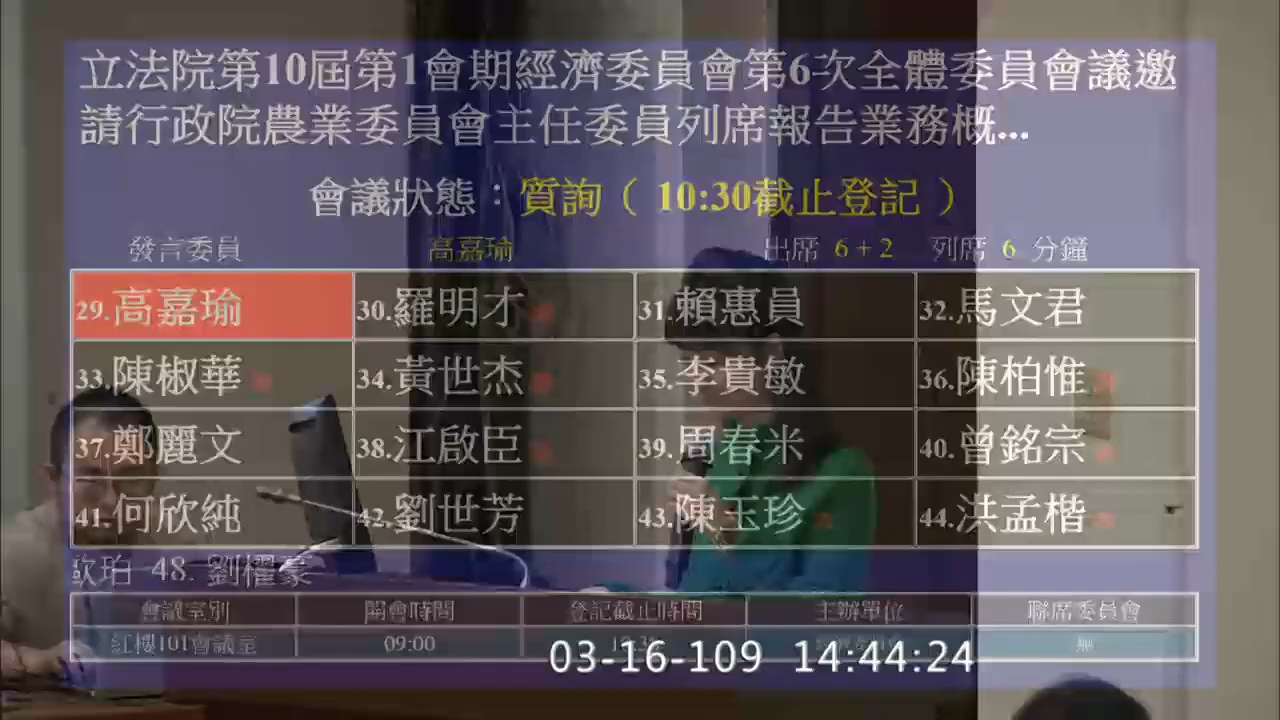 立法院第10屆第1會期經濟委員會第6次全體委員會議邀
請行政院農業委員會主任委員列席報告業務概...
會議狀態：質詢（ 10:30截止登記 ）
發言委員 高嘉瑜 出席 6 + 2 列席 6 分鐘
29.高嘉瑜 30.羅明才 31.賴惠員 32.馬文君
33.陳椒華 34.黃世杰 35.李貴敏 36.陳柏惟
37.鄭麗文 38.江啟臣 39.周春米 40.曾銘宗
41.何欣純 42.劉世芳 43.陳玉珍 44.洪孟楷
48. 劉櫂豪
會議室別 開會時間 登記截止時間 主辦單位 聯席委員會
紅樓101會議室 09:00
03-16-109 14:44:24